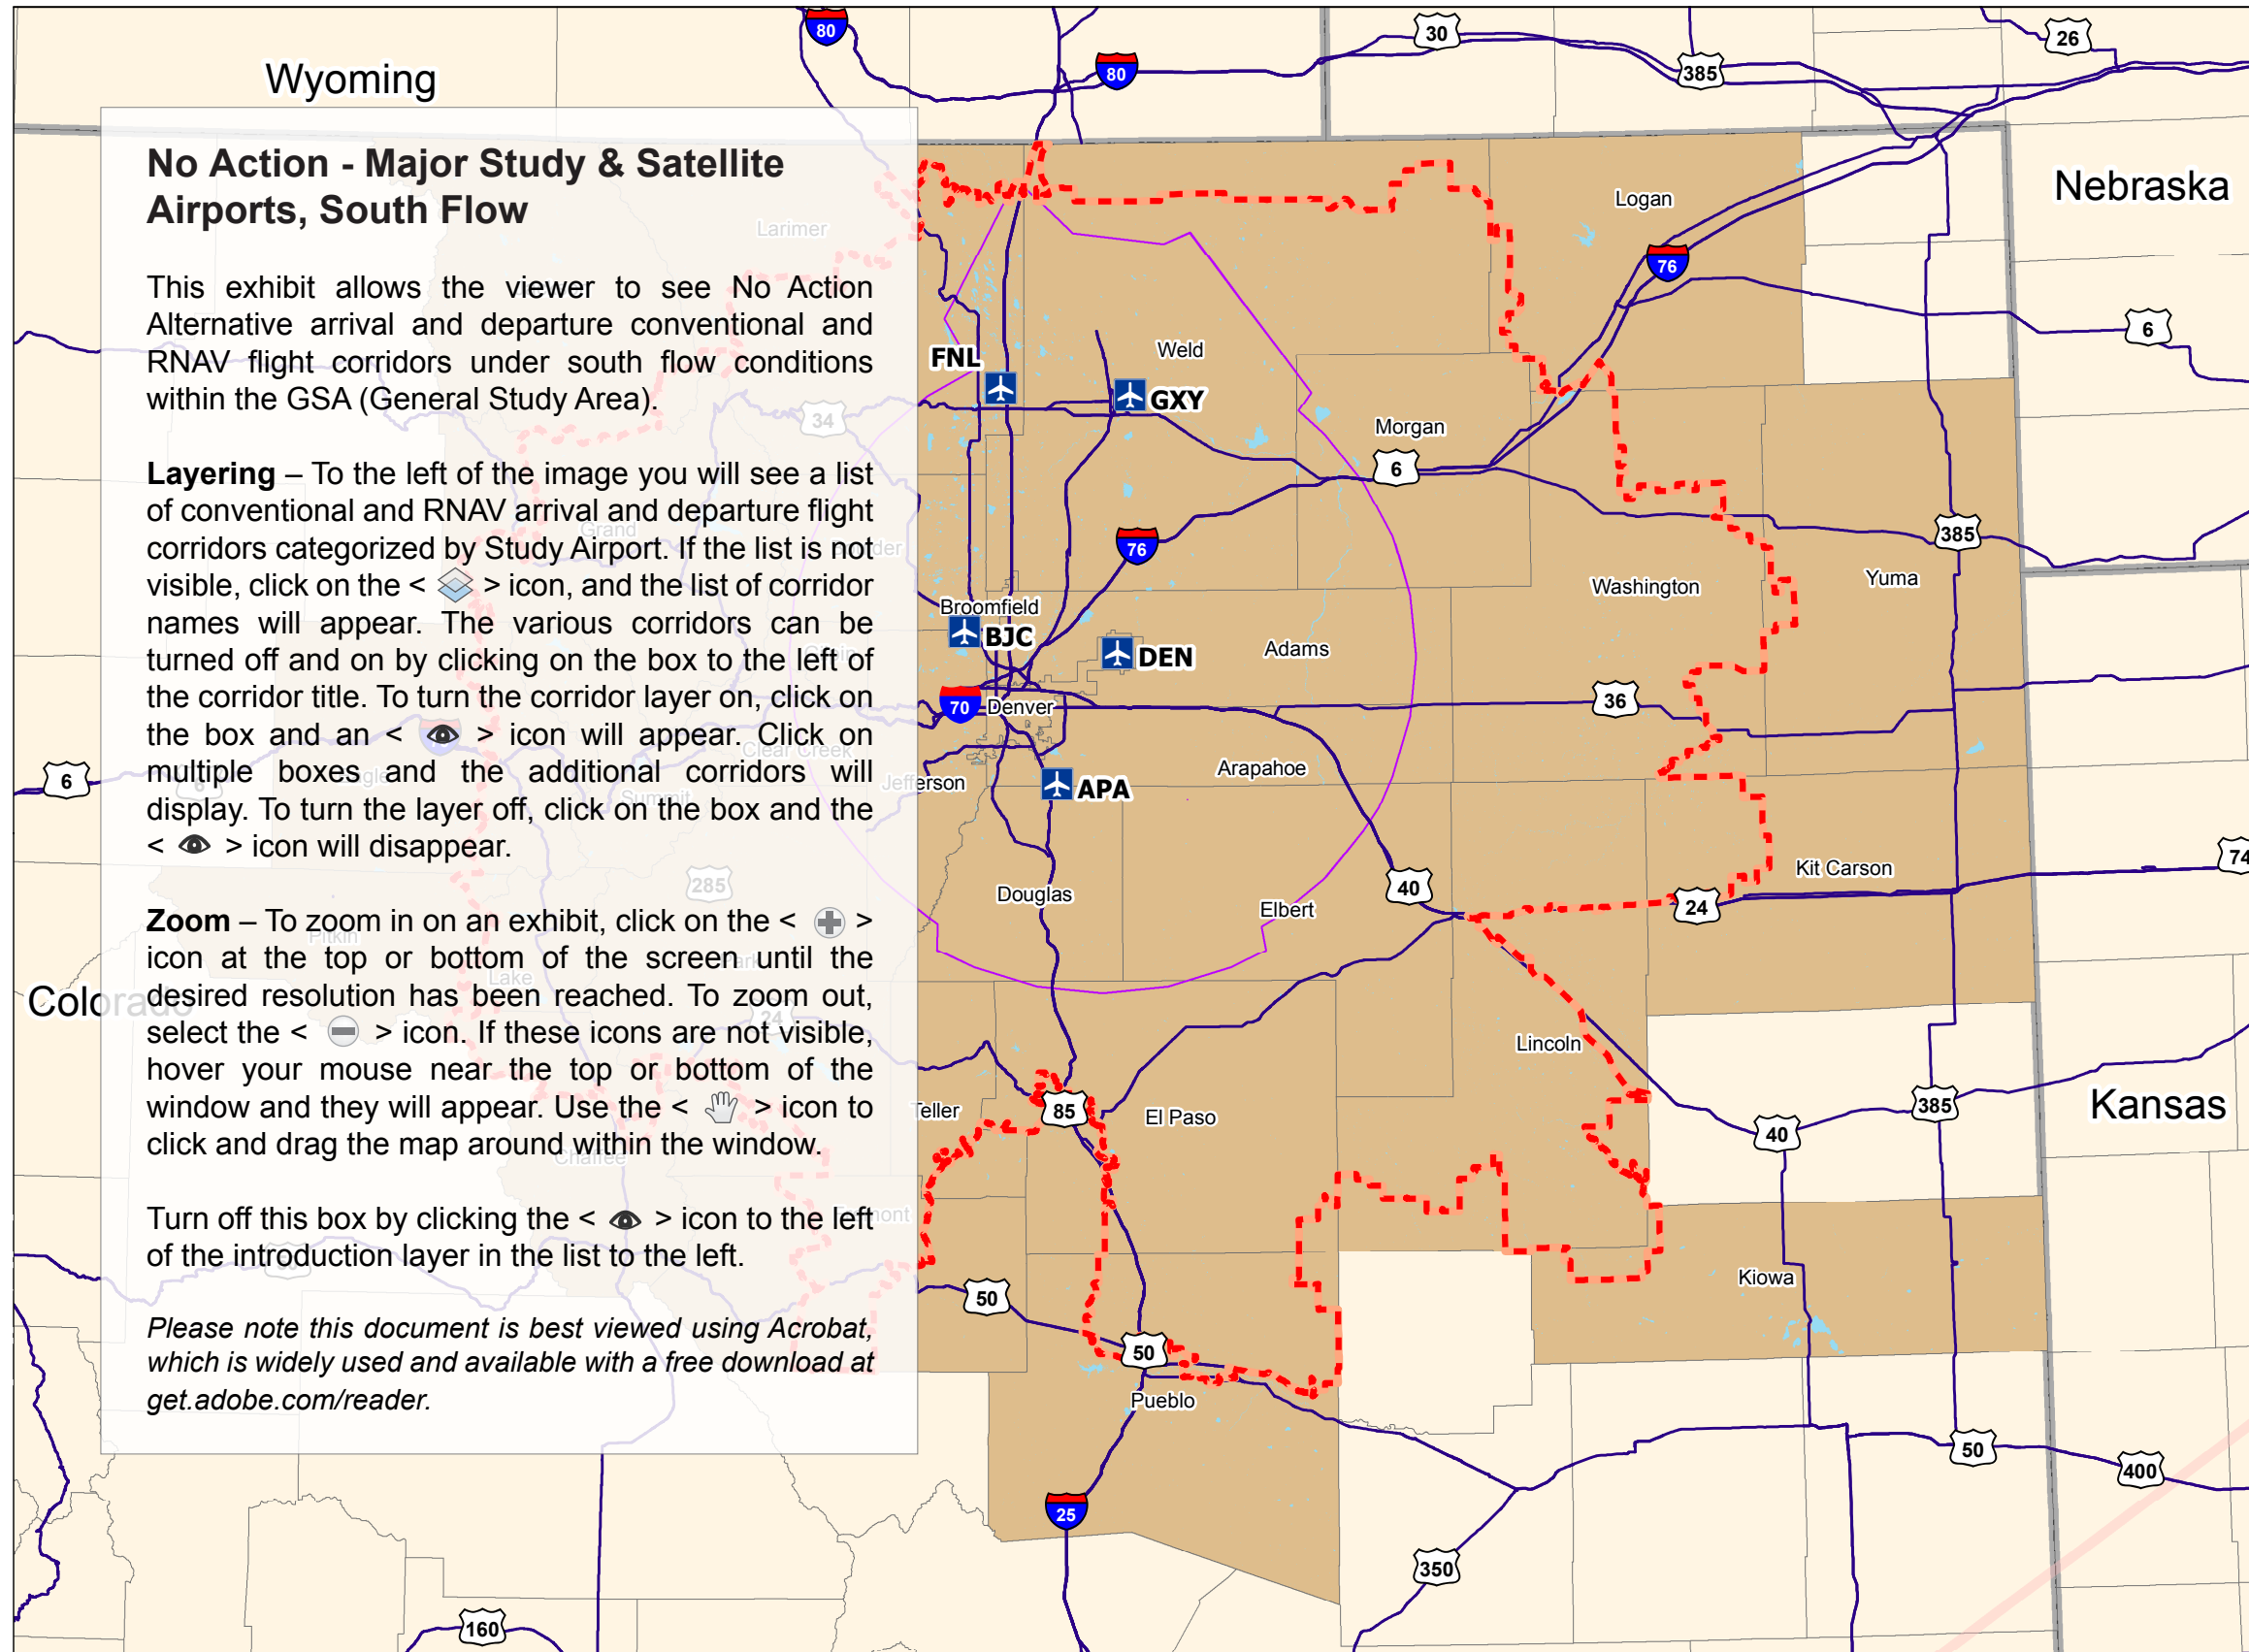 No Action - Major Study & Satellite
Airports, South Flow
This exhibit allows the viewer to see No Action
Alternative arrival and departure conventional and
RNAV flight corridors under south flow conditions
within the GSA (General Study Area).
Layering – To the left of the image you will see a list
of conventional and RNAV arrival and departure flight
corridors categorized by Study Airport. If the list is not
visible, click on the < > icon, and the list of corridor
names will appear. The various corridors can be
turned off and on by clicking on the box to the left of
the corridor title. To turn the corridor layer on, click on
the box and an < > icon will appear. Click on
multiple boxes and the additional corridors will
display. To turn the layer off, click on the box and the
< > icon will disappear.
Zoom – To zoom in on an exhibit, click on the < >
icon at the top or bottom of the screen until the
desired resolution has been reached. To zoom out,
select the < > icon. If these icons are not visible,
hover your mouse near the top or bottom of the
window and they will appear. Use the < > icon to
click and drag the map around within the window.
Turn off this box by clicking the < > icon to the left
of the introduction layer in the list to the left.
Please note this document is best viewed using Acrobat,
which is widely used and available with a free download at
get.adobe.com/reader.
Wyoming
Nebraska
Colorado
Kansas
80
80
30
385
26
Larimer
Logan
76
6
FNL
Weld
GXY
34
Morgan
6
Grand
Boulder
76
385
Washington
Yuma
Broomfield
BJC
DEN
Adams
Gilpin
70
Denver
36
Clear Creek
6
6
Eagle
Summit
Jefferson
APA
Arapahoe
285
Douglas
Elbert
40
24
Kit Carson
74
Pitkin
Lake
Park
24
Lincoln
Teller
85
El Paso
40
385
Chaffee
Fremont
50
Kiowa
50
Pueblo
50
400
25
350
160